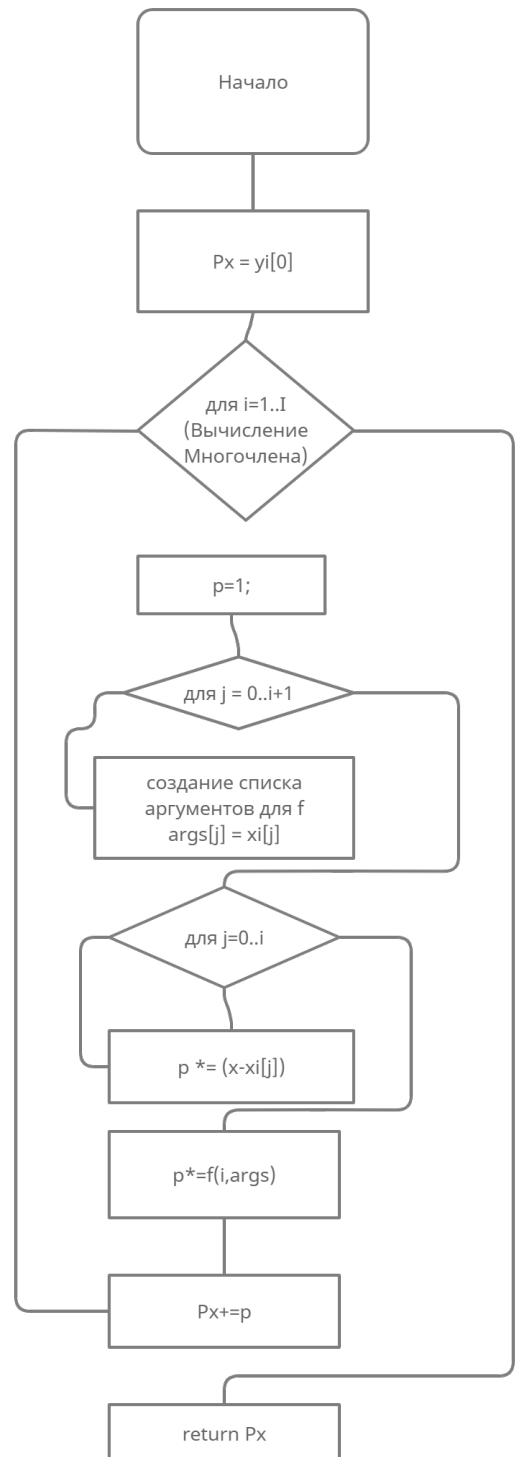 Начало
Px = yi[0]
для i=1..I
(Вычисление
Многочлена)
p=1;
для j = 0..i+1
создание списка
аргументов для f
args[j] = xi[j]
для j=0..i
p *= (x-xi[j])
p*=f(i,args)
Px+=p
return Px